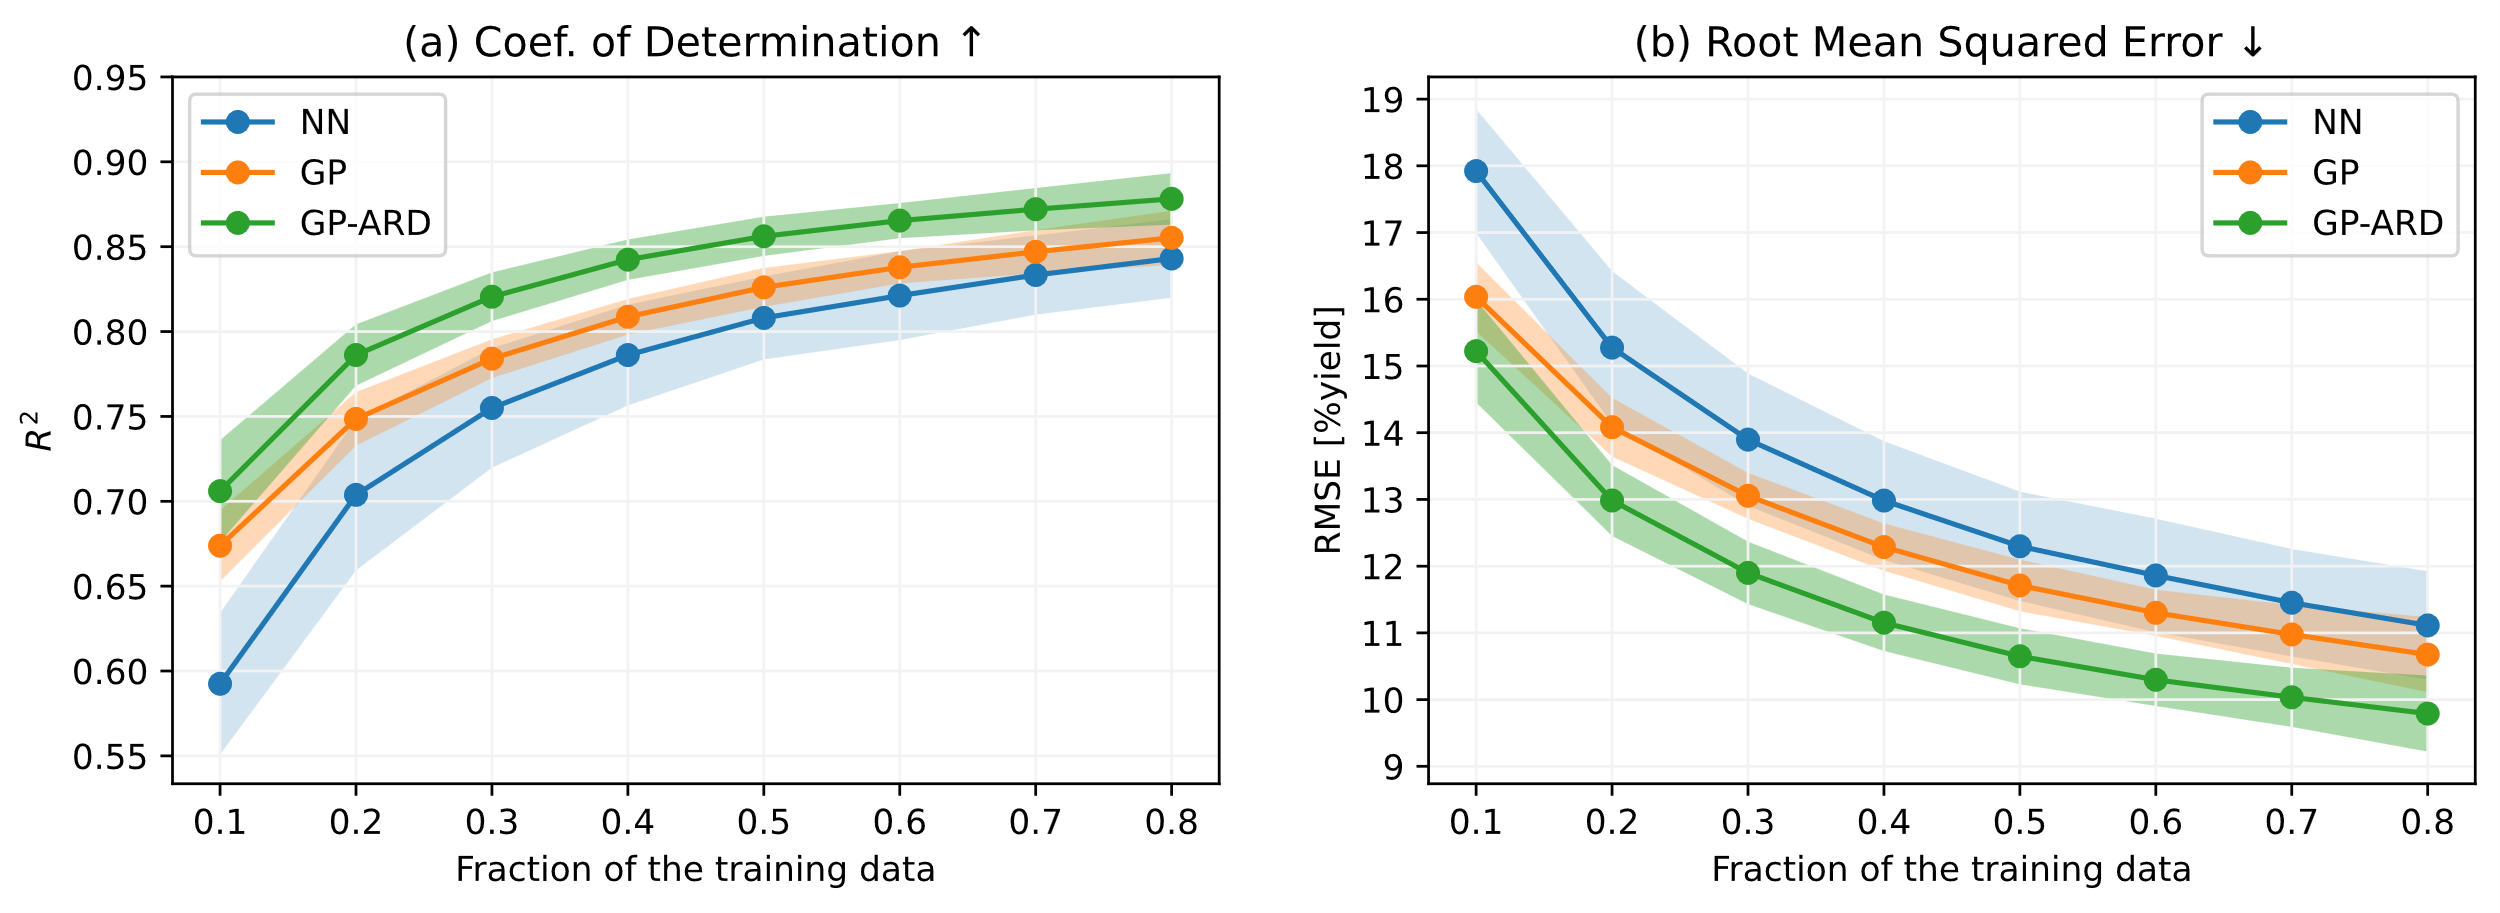 (a) Coef. of Determination ↑
0.95
0.90
0.85
0.80
0.75
0.70
0.65
0.60
0.55
R²
NN
GP
GP-ARD
0.1 0.2 0.3 0.4 0.5 0.6 0.7 0.8
Fraction of the training data
(b) Root Mean Squared Error ↓
19
18
17
16
15
14
13
12
11
10
9
RMSE [%yield]
NN
GP
GP-ARD
0.1 0.2 0.3 0.4 0.5 0.6 0.7 0.8
Fraction of the training data